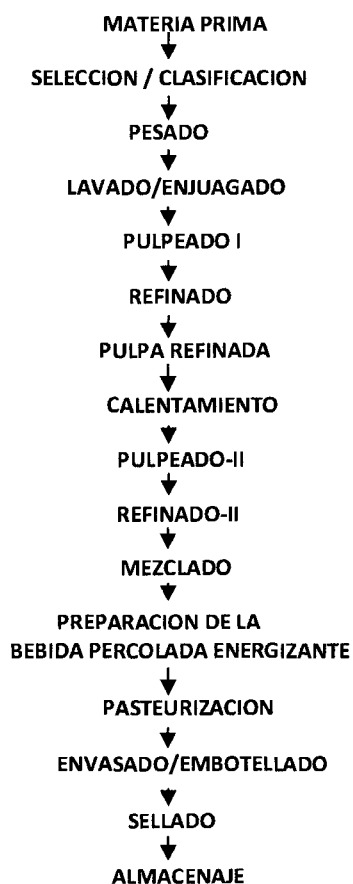 MATERIA PRIMA
SELECCION / CLASIFICACION
PESADO
LAVADO/ENJUAGADO
PULPEADO I
REFINADO
PULPA REFINADA
CALENTAMIENTO
PULPEADO-II
REFINADO-II
MEZCLADO
PREPARACION DE LA
BEBIDA PERCOLADA ENERGIZANTE
PASTEURIZACION
ENVASADO/EMBOTELLADO
SELLADO
ALMACENAJE